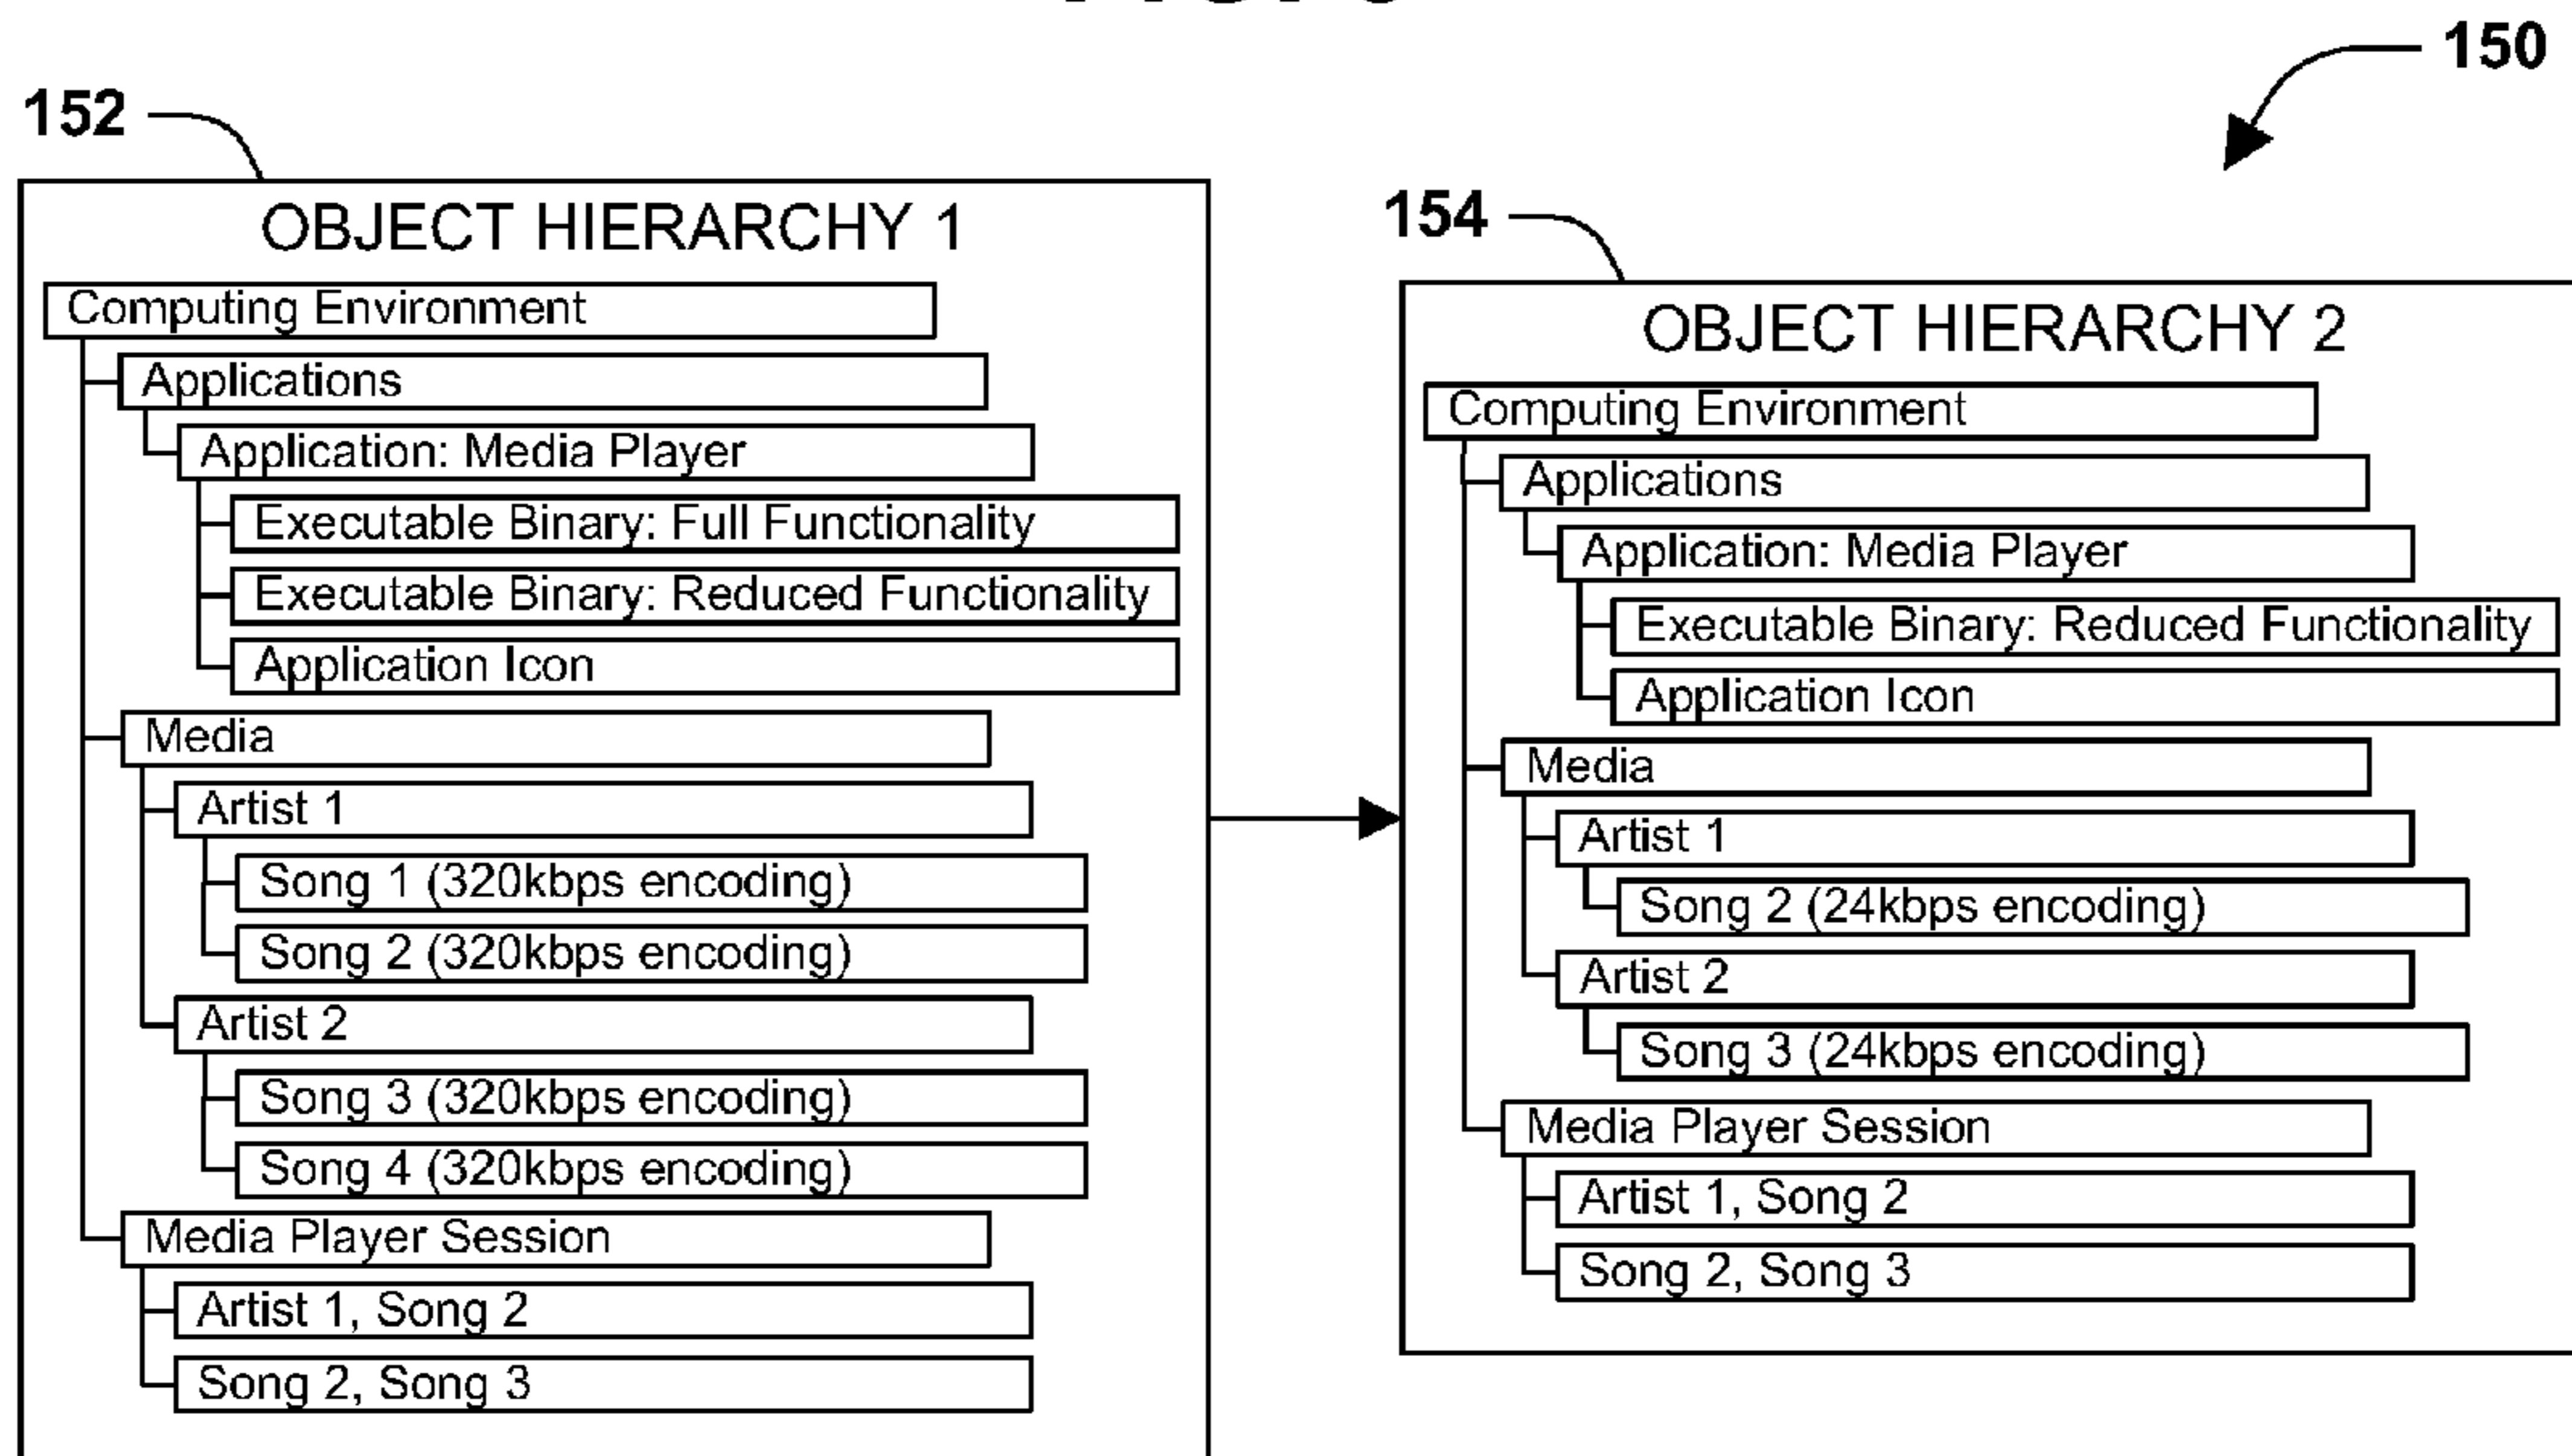 150
152
OBJECT HIERARCHY 1
Computing Environment
Applications
Application: Media Player
Executable Binary: Full Functionality
Executable Binary: Reduced Functionality
Application Icon
Media
Artist 1
Song 1 (320kbps encoding)
Song 2 (320kbps encoding)
Artist 2
Song 3 (320kbps encoding)
Song 4 (320kbps encoding)
Media Player Session
Artist 1, Song 2
Song 2, Song 3
154
OBJECT HIERARCHY 2
Computing Environment
Applications
Application: Media Player
Executable Binary: Reduced Functionality
Application Icon
Media
Artist 1
Song 2 (24kbps encoding)
Artist 2
Song 3 (24kbps encoding)
Media Player Session
Artist 1, Song 2
Song 2, Song 3